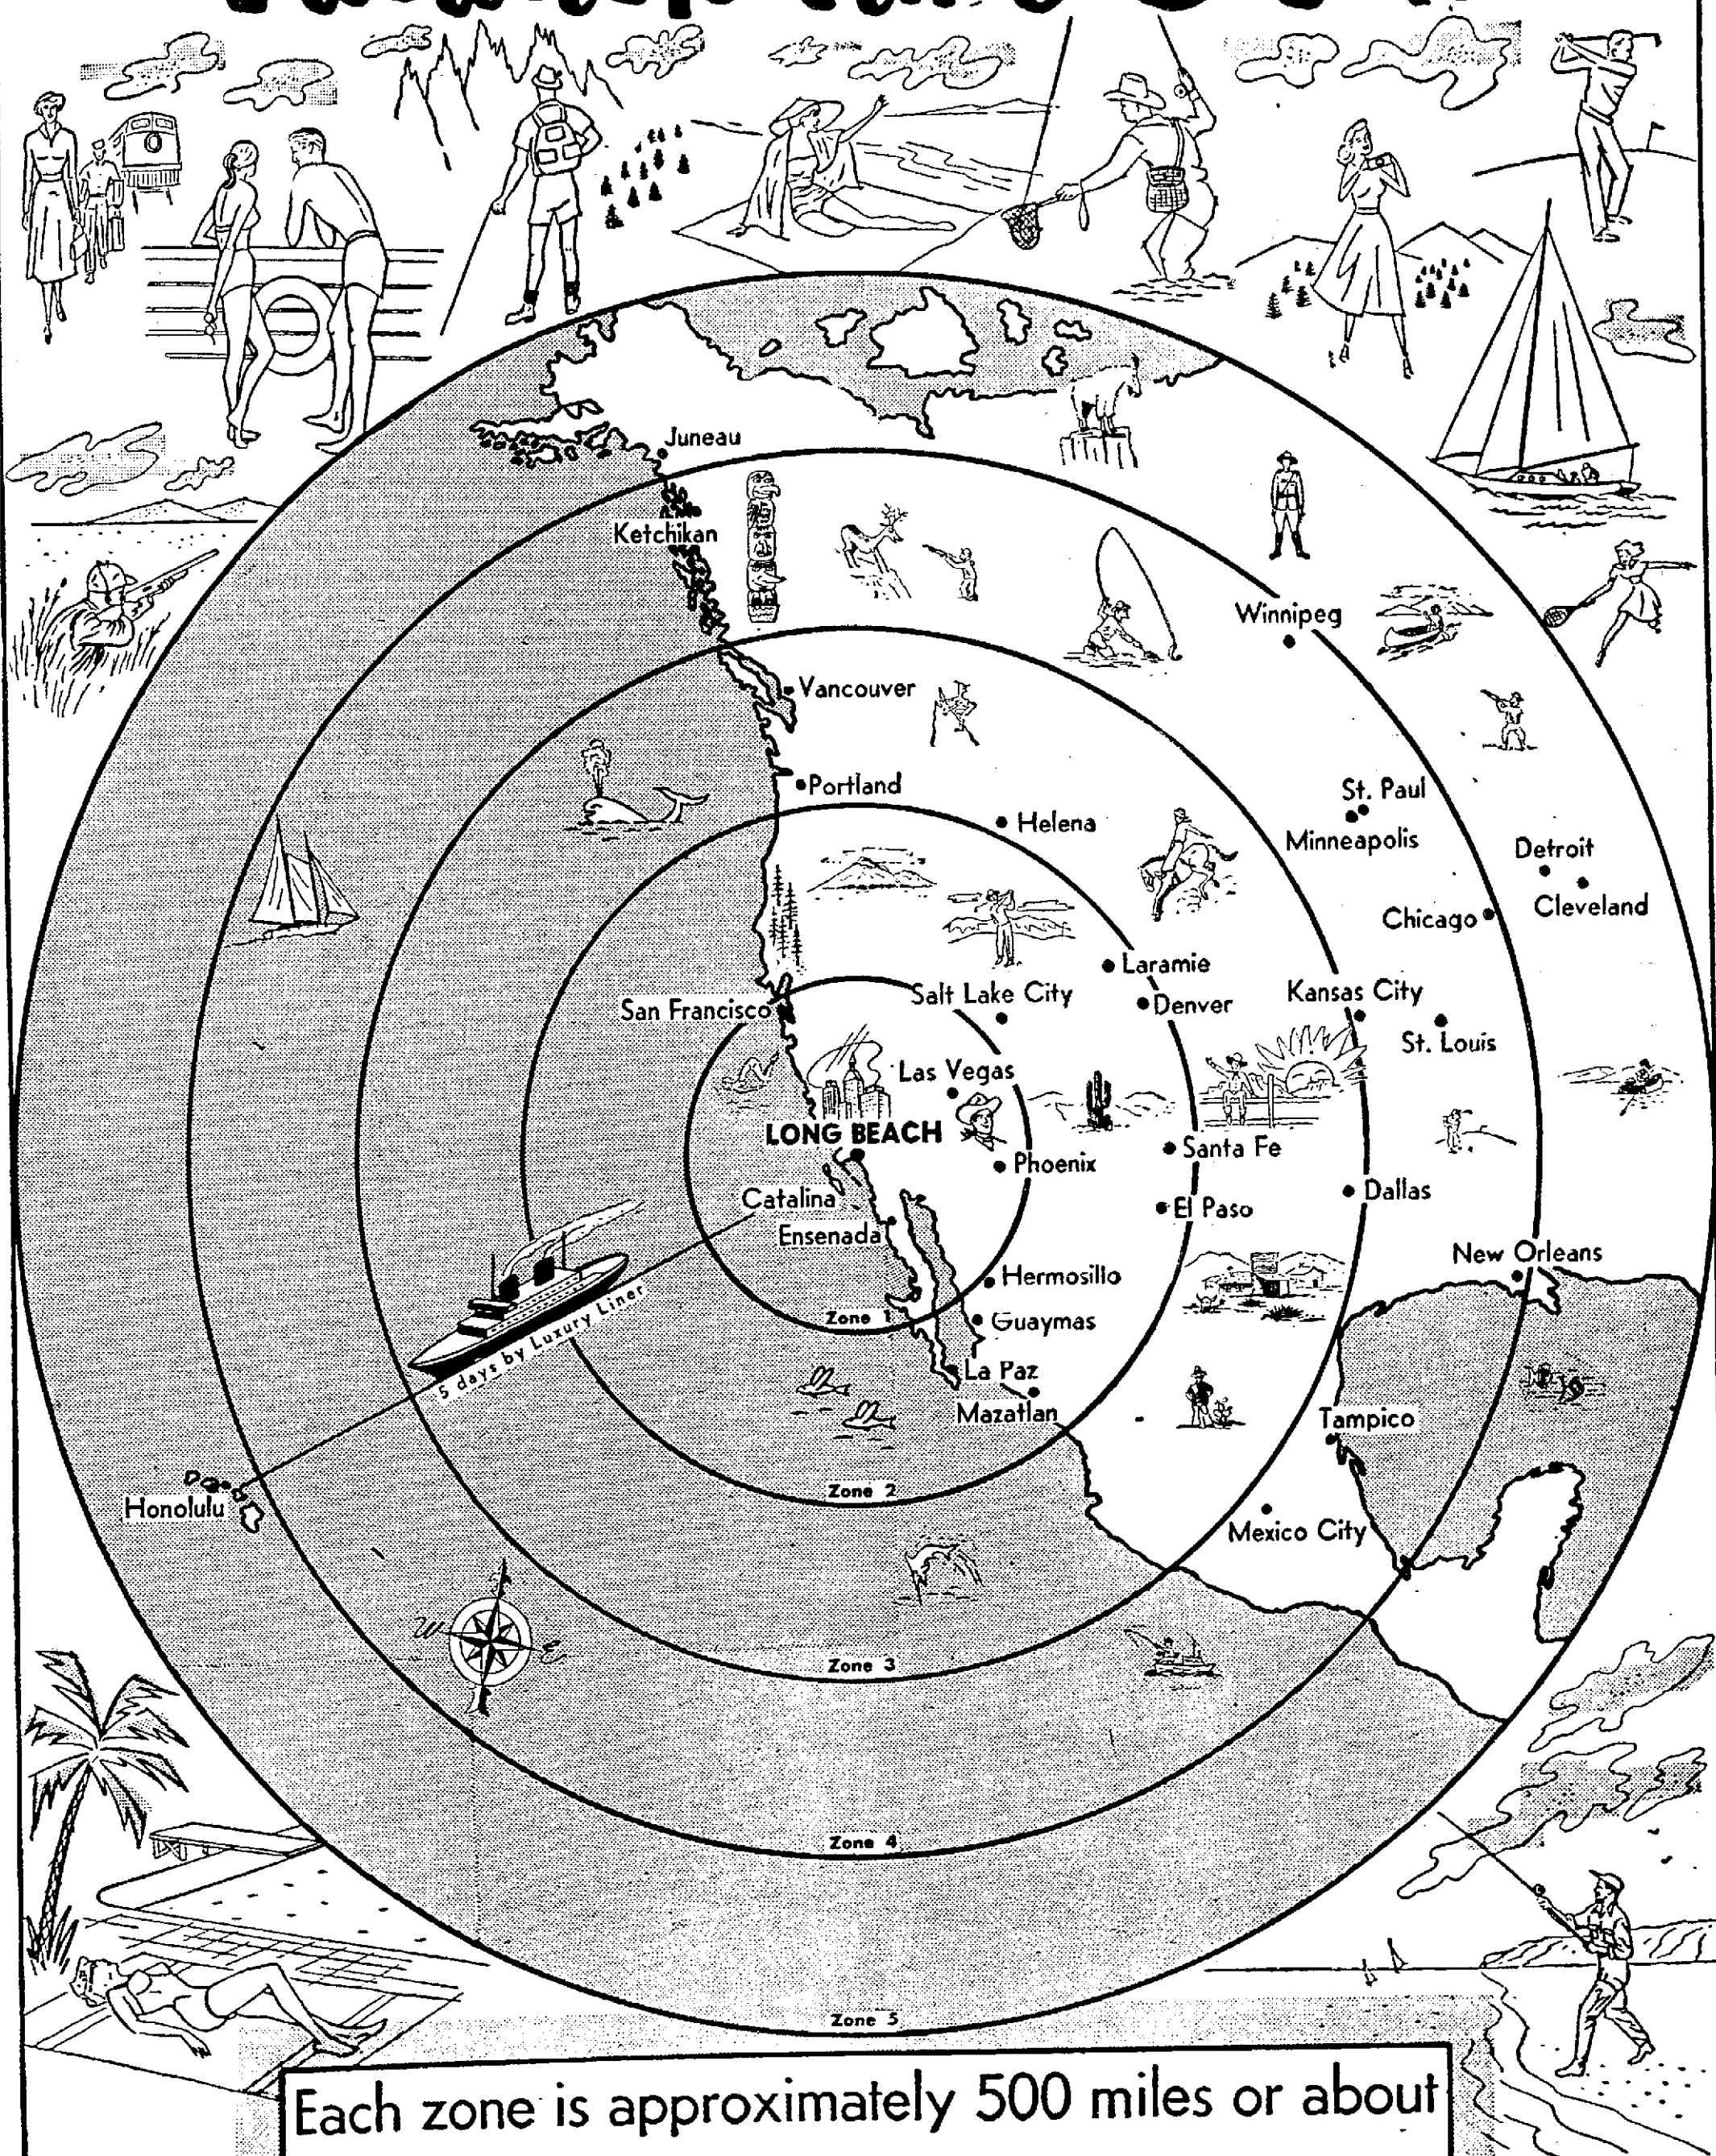 Juneau
Ketchikan
Winnipeg
Vancouver
Portland
St. Paul
Helena
Minneapolis
Detroit
Chicago
Cleveland
Laramie
Salt Lake City
Denver
Kansas City
San Francisco
St. Louis
Las Vegas
LONG BEACH
Santa Fe
Phoenix
Dallas
Catalina
El Paso
Ensenada
New Orleans
Hermosillo
Zone 1
Guaymas
5 days by Luxury Liner
La Paz
Mazatlan
Tampico
Zone 2
Honolulu
Mexico City
W
E
Zone 3
Zone 4
Zone 5
Each zone is approximately 500 miles or about